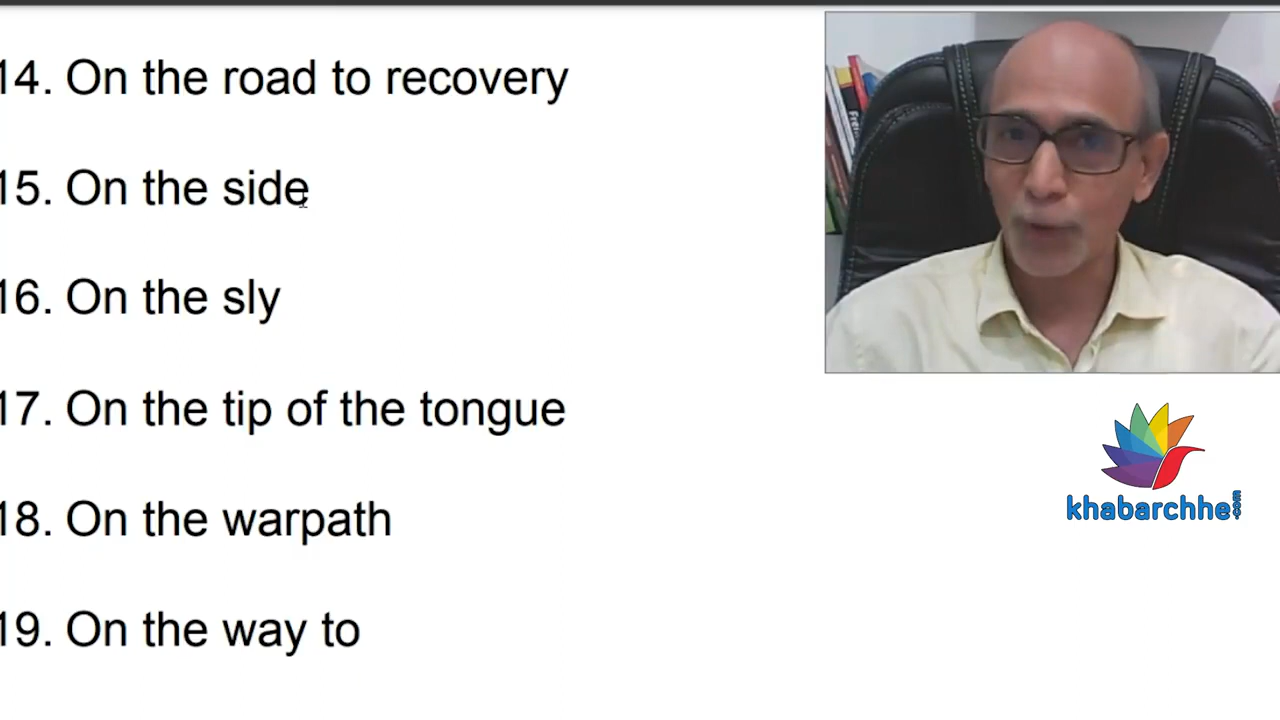 14. On the road to recovery
15. On the side
16. On the sly
17. On the tip of the tongue
18. On the warpath
19. On the way to
khabarchhe